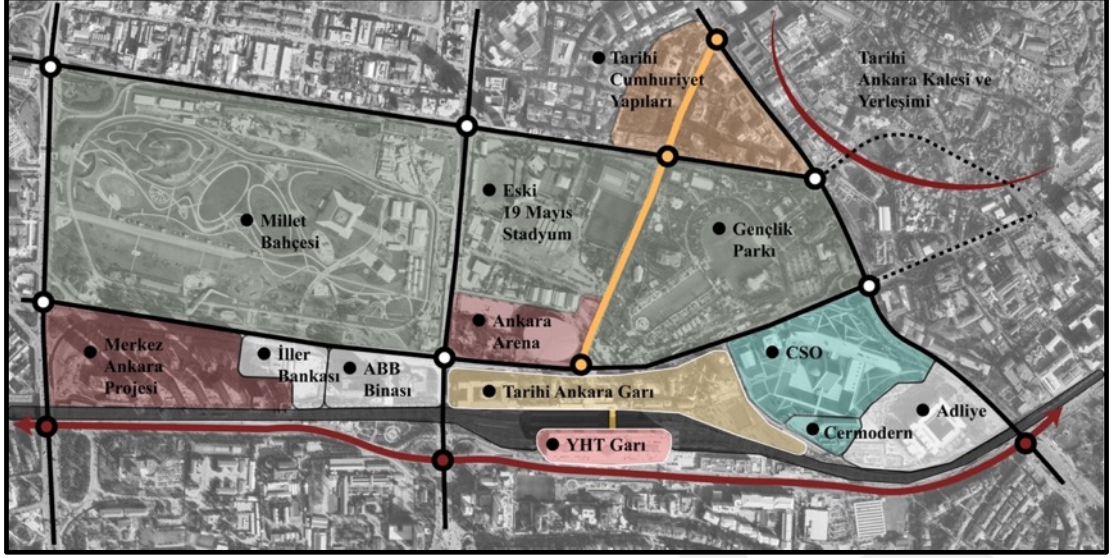 Tarihi
Cumhuriyet
Yapıları
Tarihi
Ankara Kalesi ve
Yerleşimi
Millet
Bahçesi
Eski
19 Mayıs
Stadyum
Gençlik
Parkı
Ankara
Arena
Merkez
Ankara
Projesi
İller
Bankası
ABB
Binası
Tarihi Ankara Garı
CSO
Cermodern
Adliye
YHT Garı